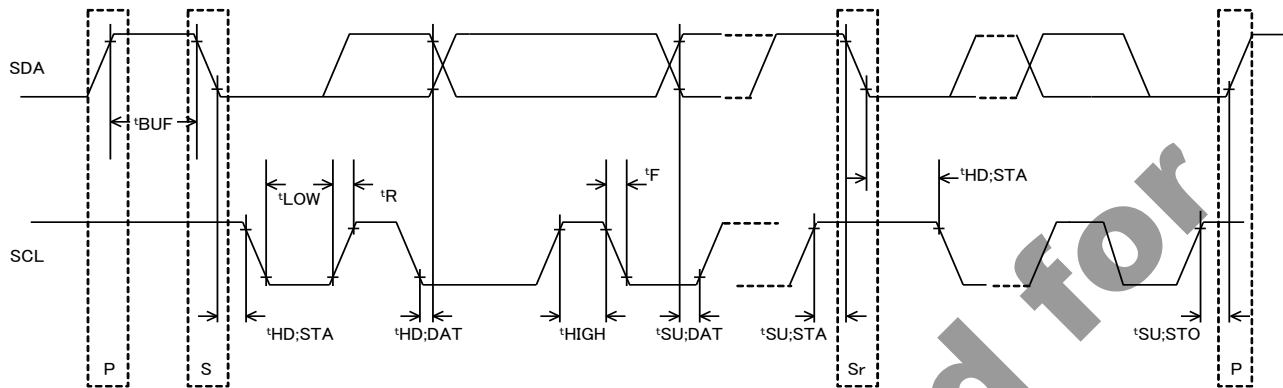 SDA
tBUF
tLOW
tR
tF
tHD;STA
SCL
tHD;STA
tHD;DAT
tHIGH
tSU;DAT
tSU;STA
tSU;STO
P
S
Sr
P
d for